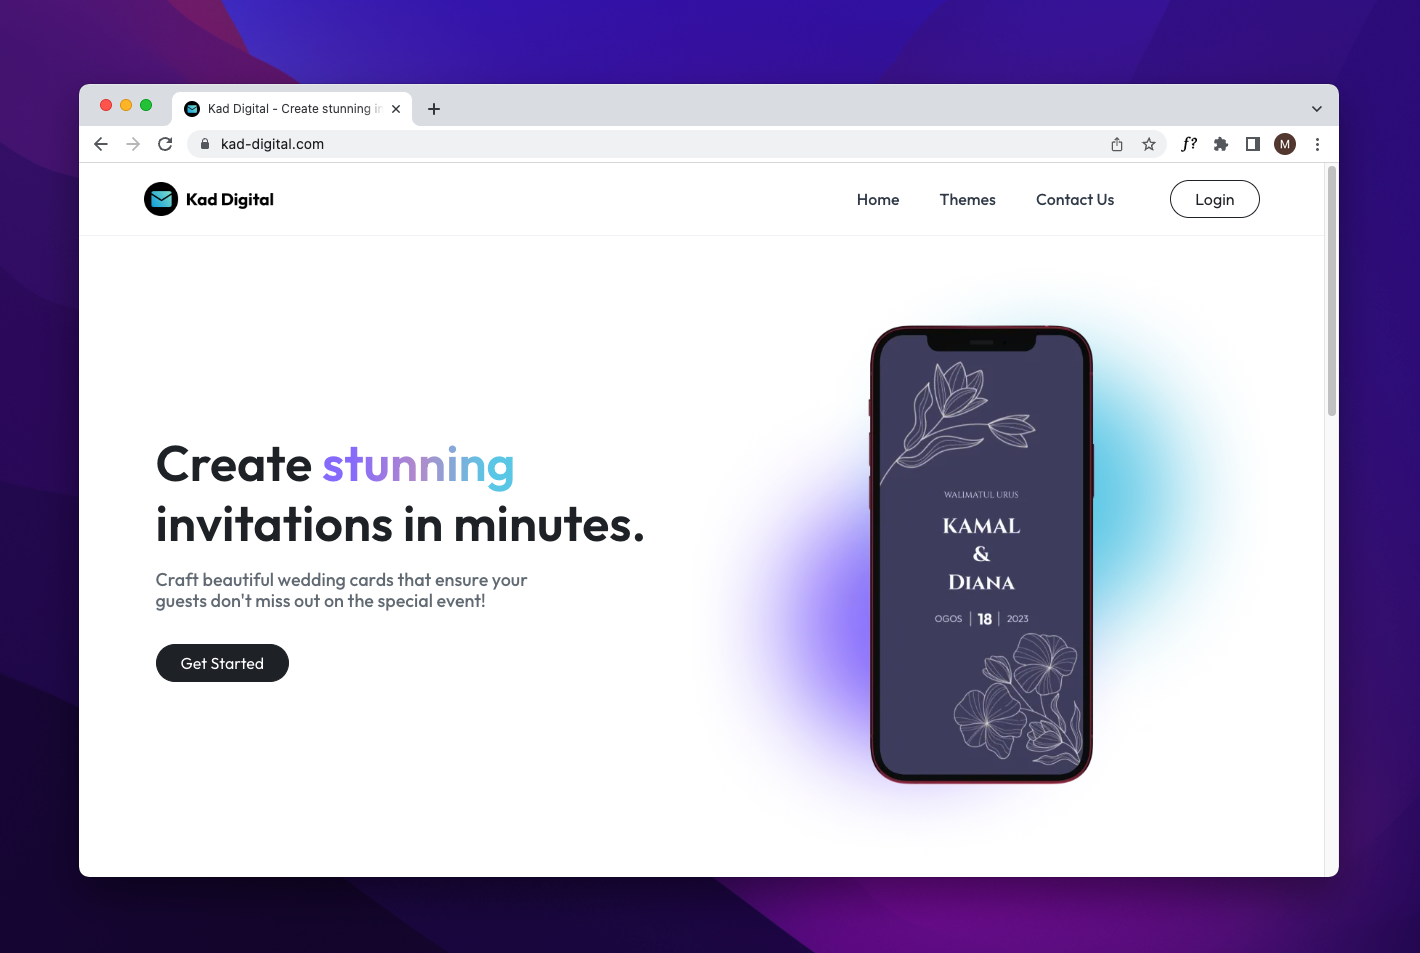 Kad Digital - Create stunning in
kad-digital.com
f?
M
Kad Digital
Home
Themes
Contact Us
Login
Create stunning
invitations in minutes.
Craft beautiful wedding cards that ensure your
guests don't miss out on the special event!
Get Started
WALIMATUL URUS
KAMAL
&
DIANA
OGOS | 18 | 2023